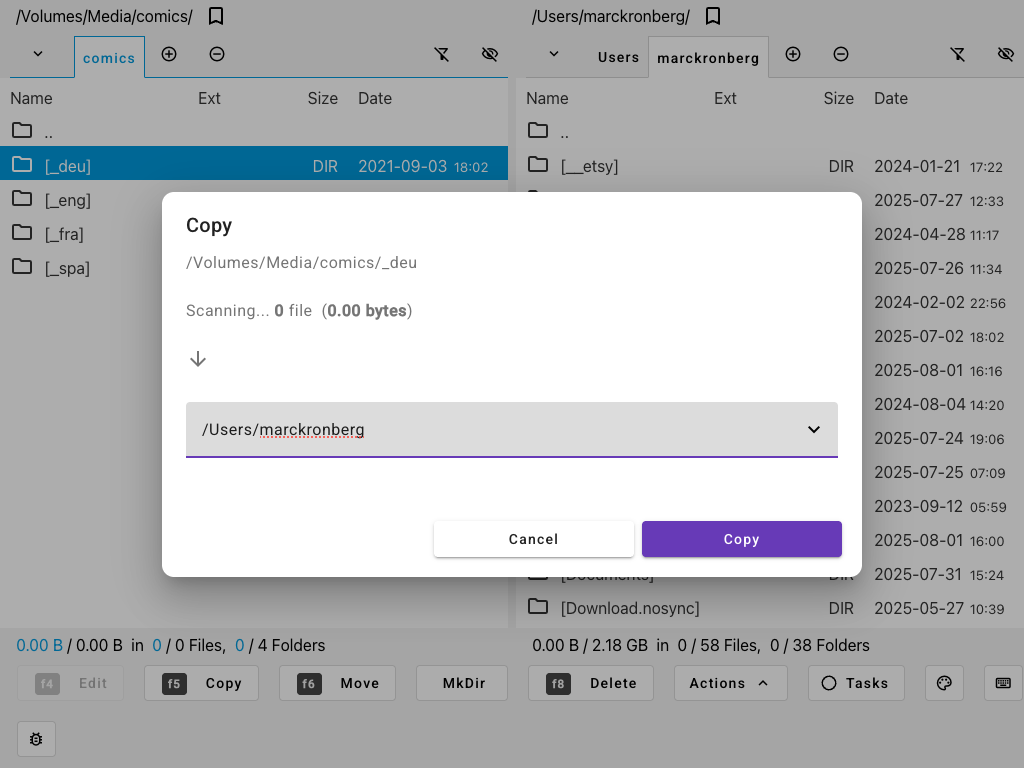 /Volumes/Media/comics/
/Users/marckronberg/
comics
Users marckronberg
Name Ext Size Date
Name Ext Size Date
..
[_deu] DIR 2021-09-03 18:02
[_eng]
[_fra]
[_spa]
..
[__etsy] DIR 2024-01-21 17:22
2025-07-27 12:33
2024-04-28 11:17
2025-07-26 11:34
2024-02-02 22:56
2025-07-02 18:02
2025-08-01 16:16
2024-08-04 14:20
2025-07-24 19:06
2025-07-25 07:09
2023-09-12 05:59
2025-08-01 16:00
[Documents] DIR 2025-07-31 15:24
[Download.nosync] DIR 2025-05-27 10:39
Copy
/Volumes/Media/comics/_deu
Scanning... 0 file (0.00 bytes)
/Users/marckronberg
Cancel Copy
0.00 B / 0.00 B in 0 / 0 Files, 0 / 4 Folders
0.00 B / 2.18 GB in 0 / 58 Files, 0 / 38 Folders
f4 Edit f5 Copy f6 Move MkDir f8 Delete Actions Tasks